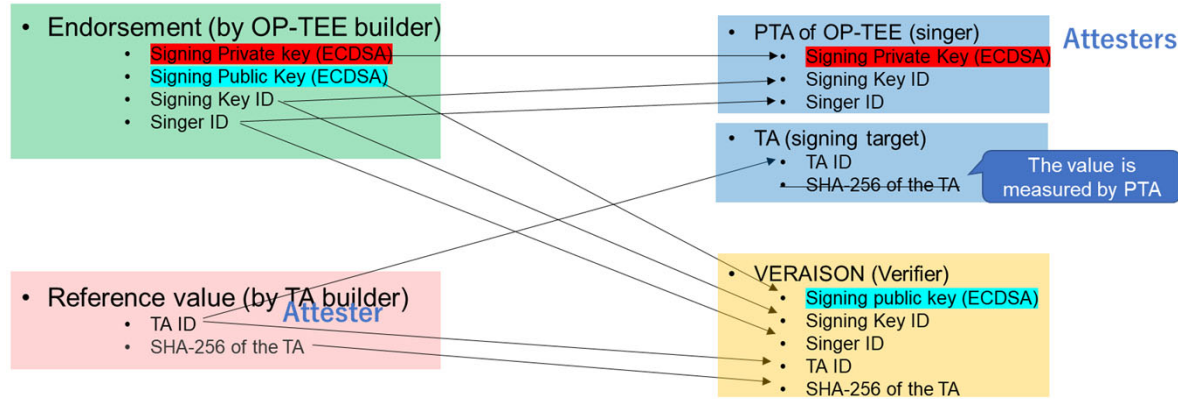 • Endorsement (by OP-TEE builder)
• Signing Private key (ECDSA)
• Signing Public Key (ECDSA)
• Signing Key ID
• Singer ID
• Reference value (by TA builder)
Attester
• TA ID
• SHA-256 of the TA
• PTA of OP-TEE (singer)
• Signing Private Key (ECDSA)
• Signing Key ID
• Singer ID
Attesters
• TA (signing target)
• TA ID
• SHA-256 of the TA
The value is
measured by PTA
• VERAISON (Verifier)
• Signing public key (ECDSA)
• Signing Key ID
• Singer ID
• TA ID
• SHA-256 of the TA